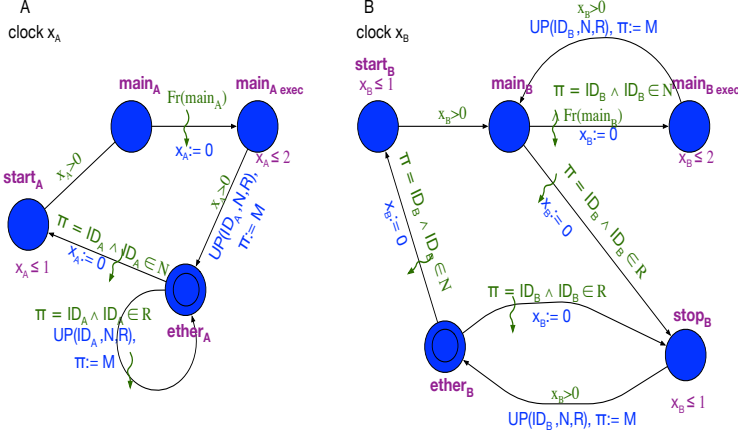 A
clock x_A
main_A
Fr(main_A)
main_A exec
x_A:= 0
x_A ≤ 2
x_A>0
start_A
x_A ≤ 1
x_A>0
UP(ID_A,N,R),
π:= M
π = ID_A ∧ ID_A ∈ N
x_A:= 0
ether_A
π = ID_A ∧ ID_A ∈ R
UP(ID_A,N,R),
π:= M
B
clock x_B
x_B>0
UP(ID_B,N,R), π:= M
start_B
x_B ≤ 1
main_B
π = ID_B ∧ ID_B ∈ N
main_B exec
x_B>0
Fr(main_B)
x_B:= 0
x_B ≤ 2
π = ID_B ∧ ID_B ∈ N
x_B:= 0
π = ID_B ∧ ID_B ∈ R
x_B:= 0
π = ID_B ∧ ID_B ∈ R
x_B:= 0
stop_B
x_B ≤ 1
ether_B
x_B>0
UP(ID_B,N,R), π:= M